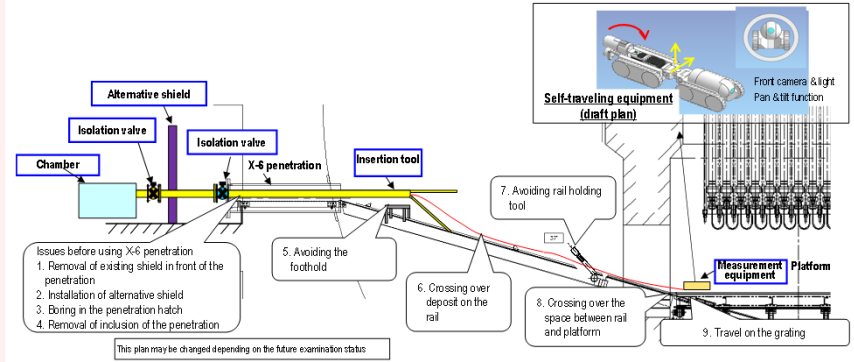 Self-traveling equipment
(draft plan)
Front camera & light
Pan & tilt function
Alternative shield
Isolation valve
Isolation valve
Chamber
X-6 penetration
Insertion tool
7. Avoiding rail holding
tool
Issues before using X-6 penetration
1. Removal of existing shield in front of the
penetration
2. Installation of alternative shield
3. Boring in the penetration hatch
4. Removal of inclusion of the penetration
5. Avoiding the
foothold
6. Crossing over
deposit on the
rail
8. Crossing over the
space between rail
and platform
Measurement
equipment
Platform
9. Travel on the grating
This plan may be changed depending on the future examination status